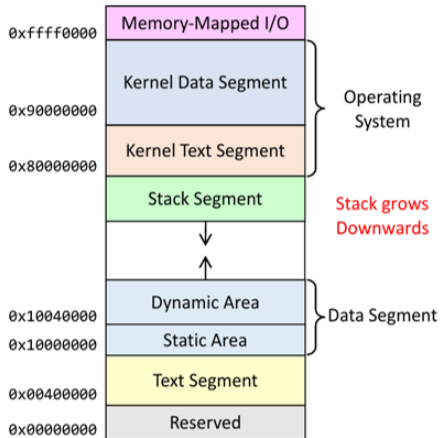 Memory-Mapped I/O
0xffff0000
Kernel Data Segment
Operating
System
0x90000000
Kernel Text Segment
0x80000000
Stack Segment
Stack grows
Downwards
Dynamic Area
0x10040000
Data Segment
Static Area
0x10000000
Text Segment
0x00400000
Reserved
0x00000000